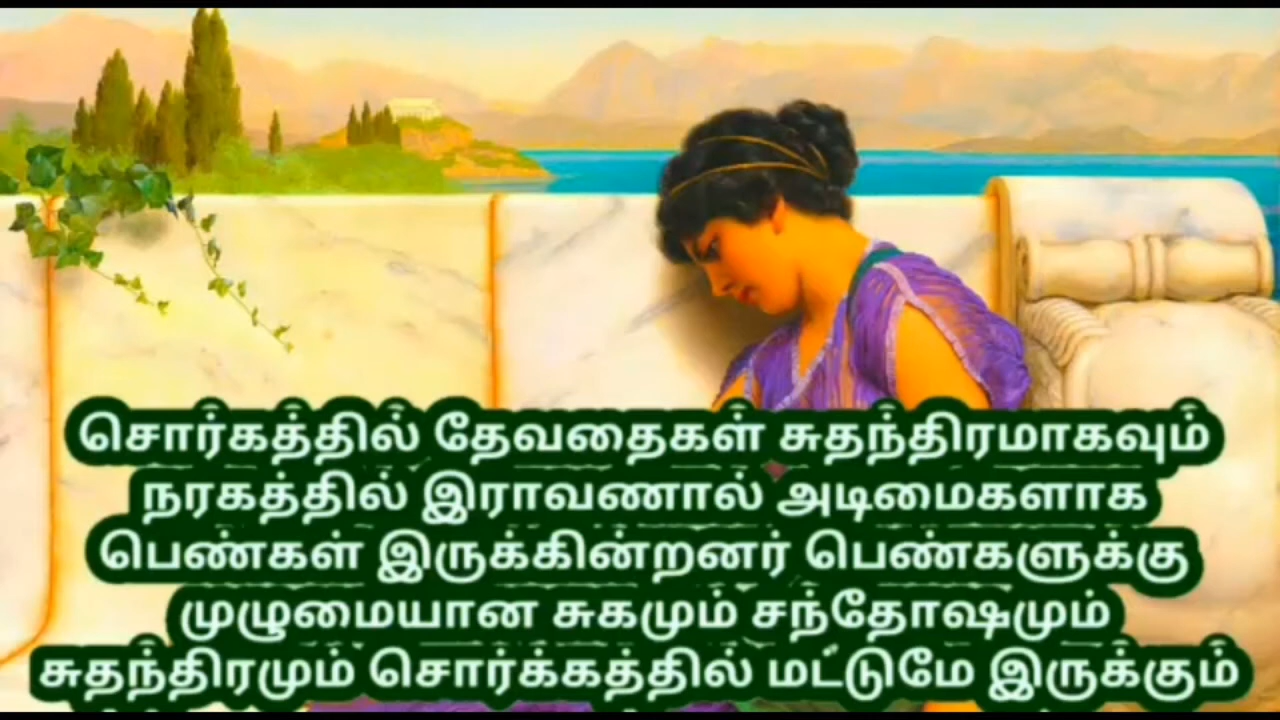 சொர்கத்தில் தேவதைகள் சுதந்திரமாகவும்
நரகத்தில் இராவணால் அடிமைகளாக
பெண்கள் இருக்கின்றனர் பெண்களுக்கு
முழுமையான சுகமும் சந்தோஷமும்
சுதந்திரமும் சொர்க்கத்தில் மட்டுமே இருக்கும்